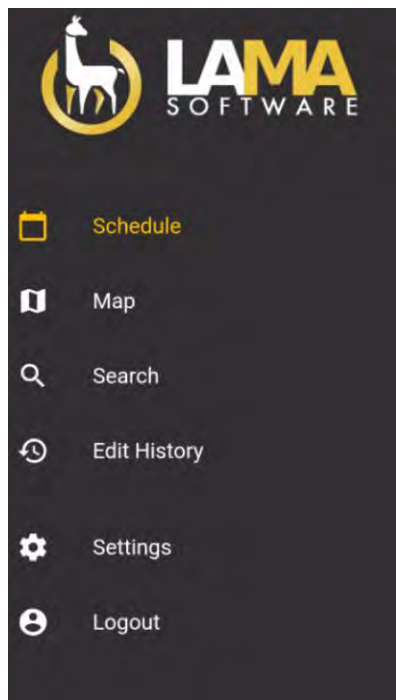 LAMA
SOFTWARE
Schedule
Map
Search
Edit History
Settings
Logout